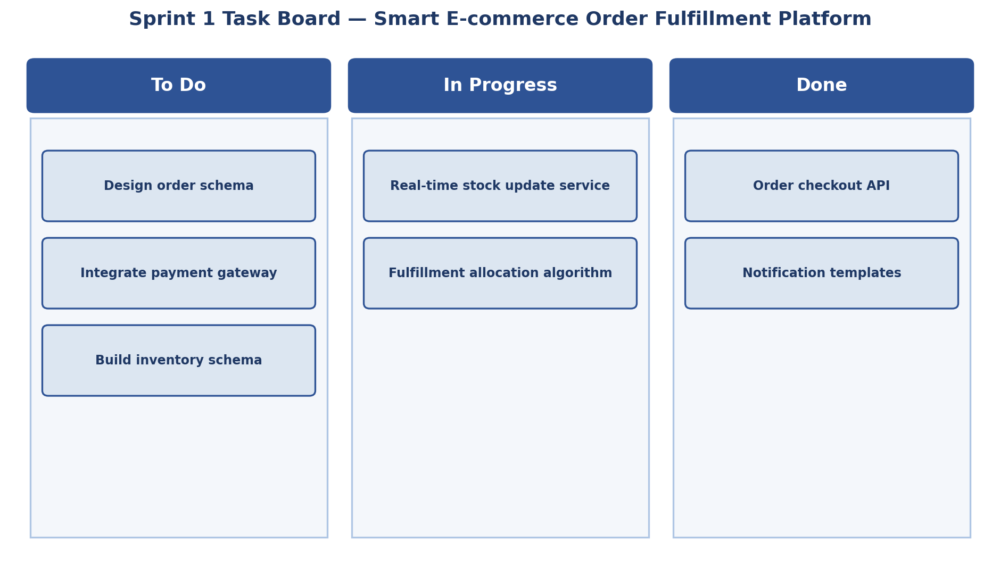 Sprint 1 Task Board — Smart E-commerce Order Fulfillment Platform
To Do
Design order schema
Integrate payment gateway
Build inventory schema
In Progress
Real-time stock update service
Fulfillment allocation algorithm
Done
Order checkout API
Notification templates